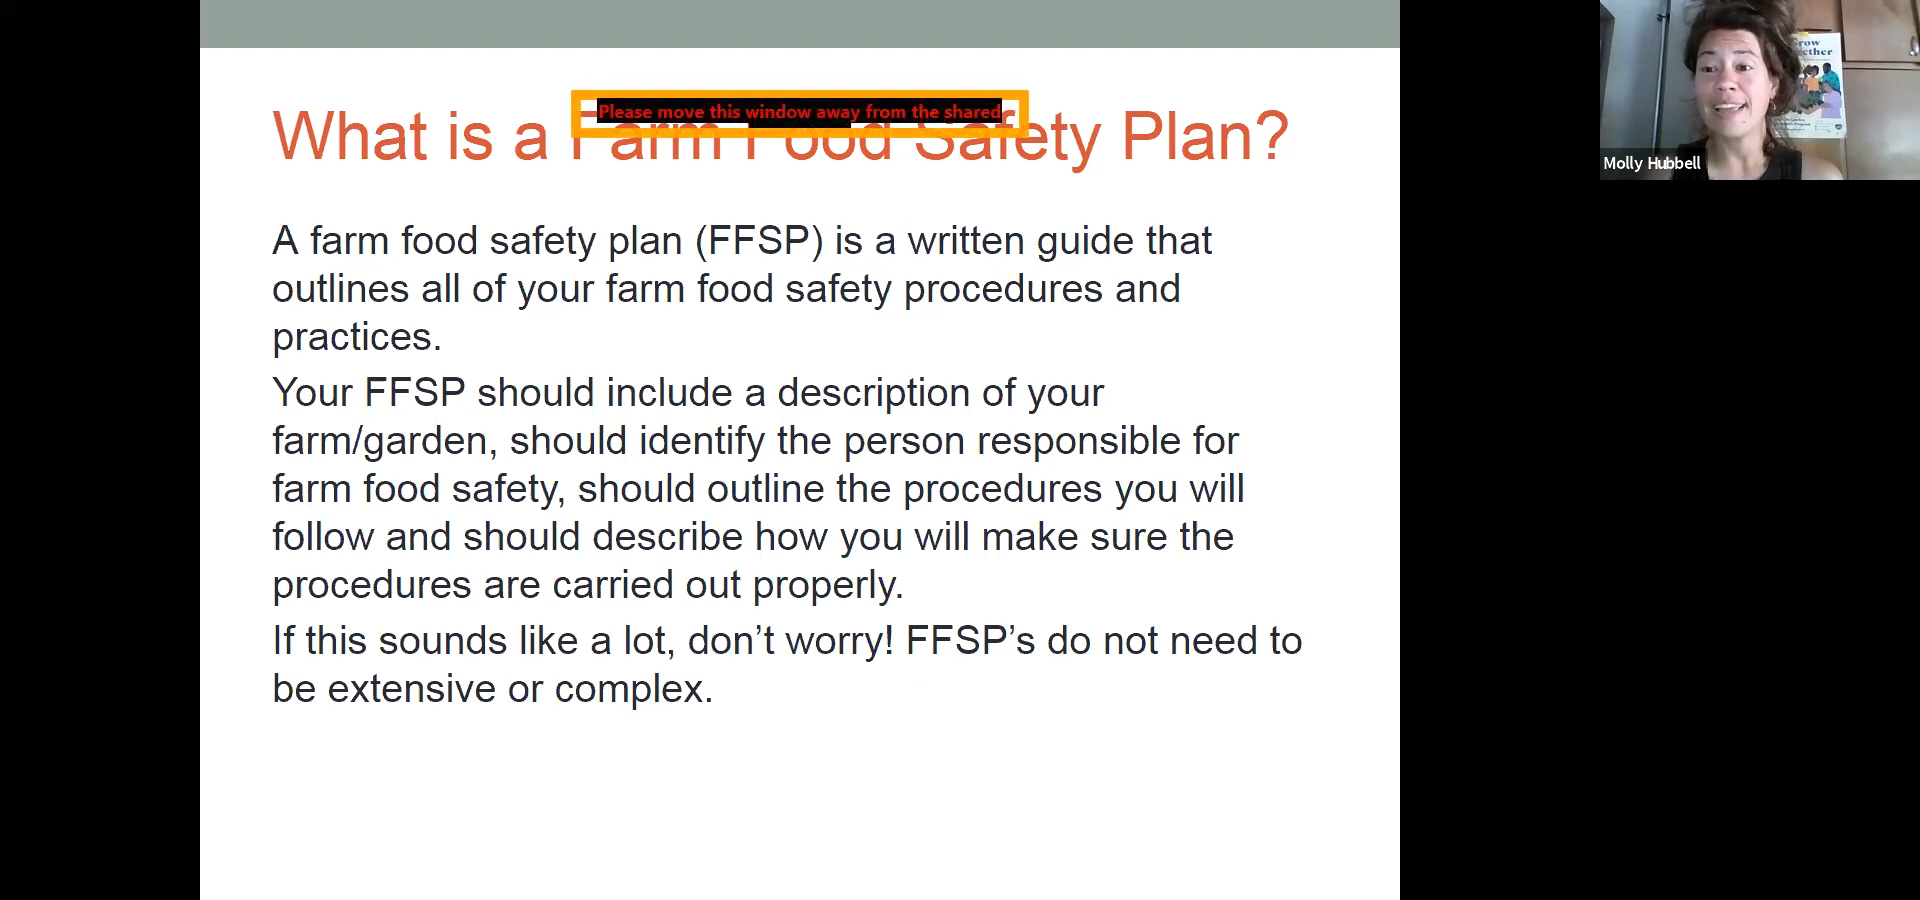 Please move this window away from the shared
What is a Farm Food Safety Plan?
A farm food safety plan (FFSP) is a written guide that
outlines all of your farm food safety procedures and
practices.
Your FFSP should include a description of your
farm/garden, should identify the person responsible for
farm food safety, should outline the procedures you will
follow and should describe how you will make sure the
procedures are carried out properly.
If this sounds like a lot, don’t worry! FFSP’s do not need to
be extensive or complex.
Molly Hubbell